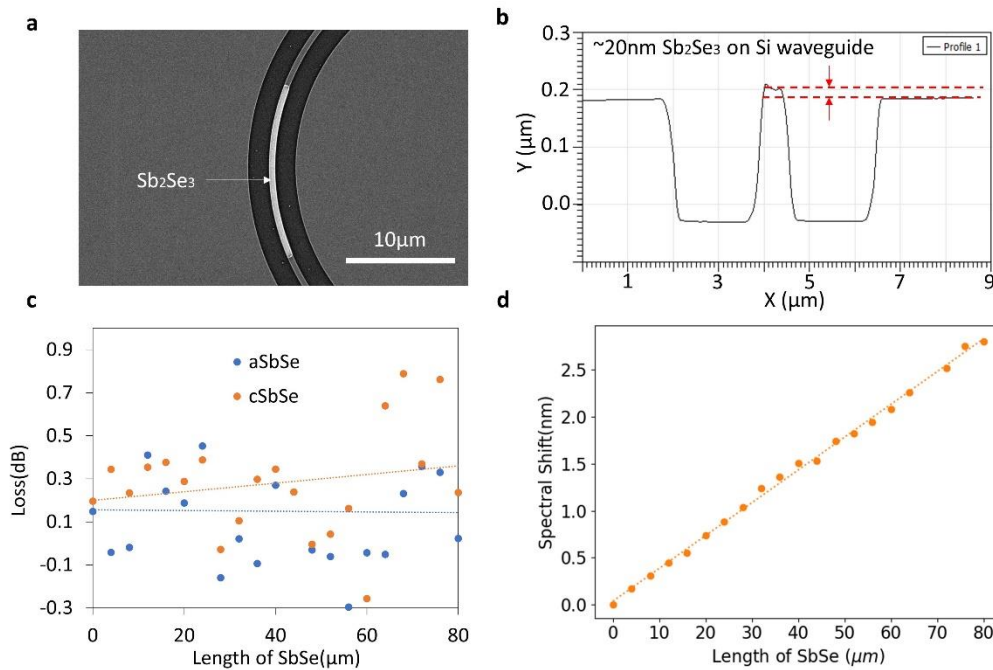 a
Sb₂Se₃
10μm
b
~20nm Sb₂Se₃ on Si waveguide
Profile 1
0.3
0.2
0.1
0.0
Y (μm)
1
3
5
7
9
X (μm)
c
aSbSe
cSbSe
0.9
0.7
0.5
0.3
0.1
-0.1
-0.3
Loss(dB)
0
20
40
60
80
Length of SbSe(μm)
d
2.5
2.0
1.5
1.0
0.5
0.0
Spectral Shift(nm)
0
10
20
30
40
50
60
70
80
Length of SbSe (μm)